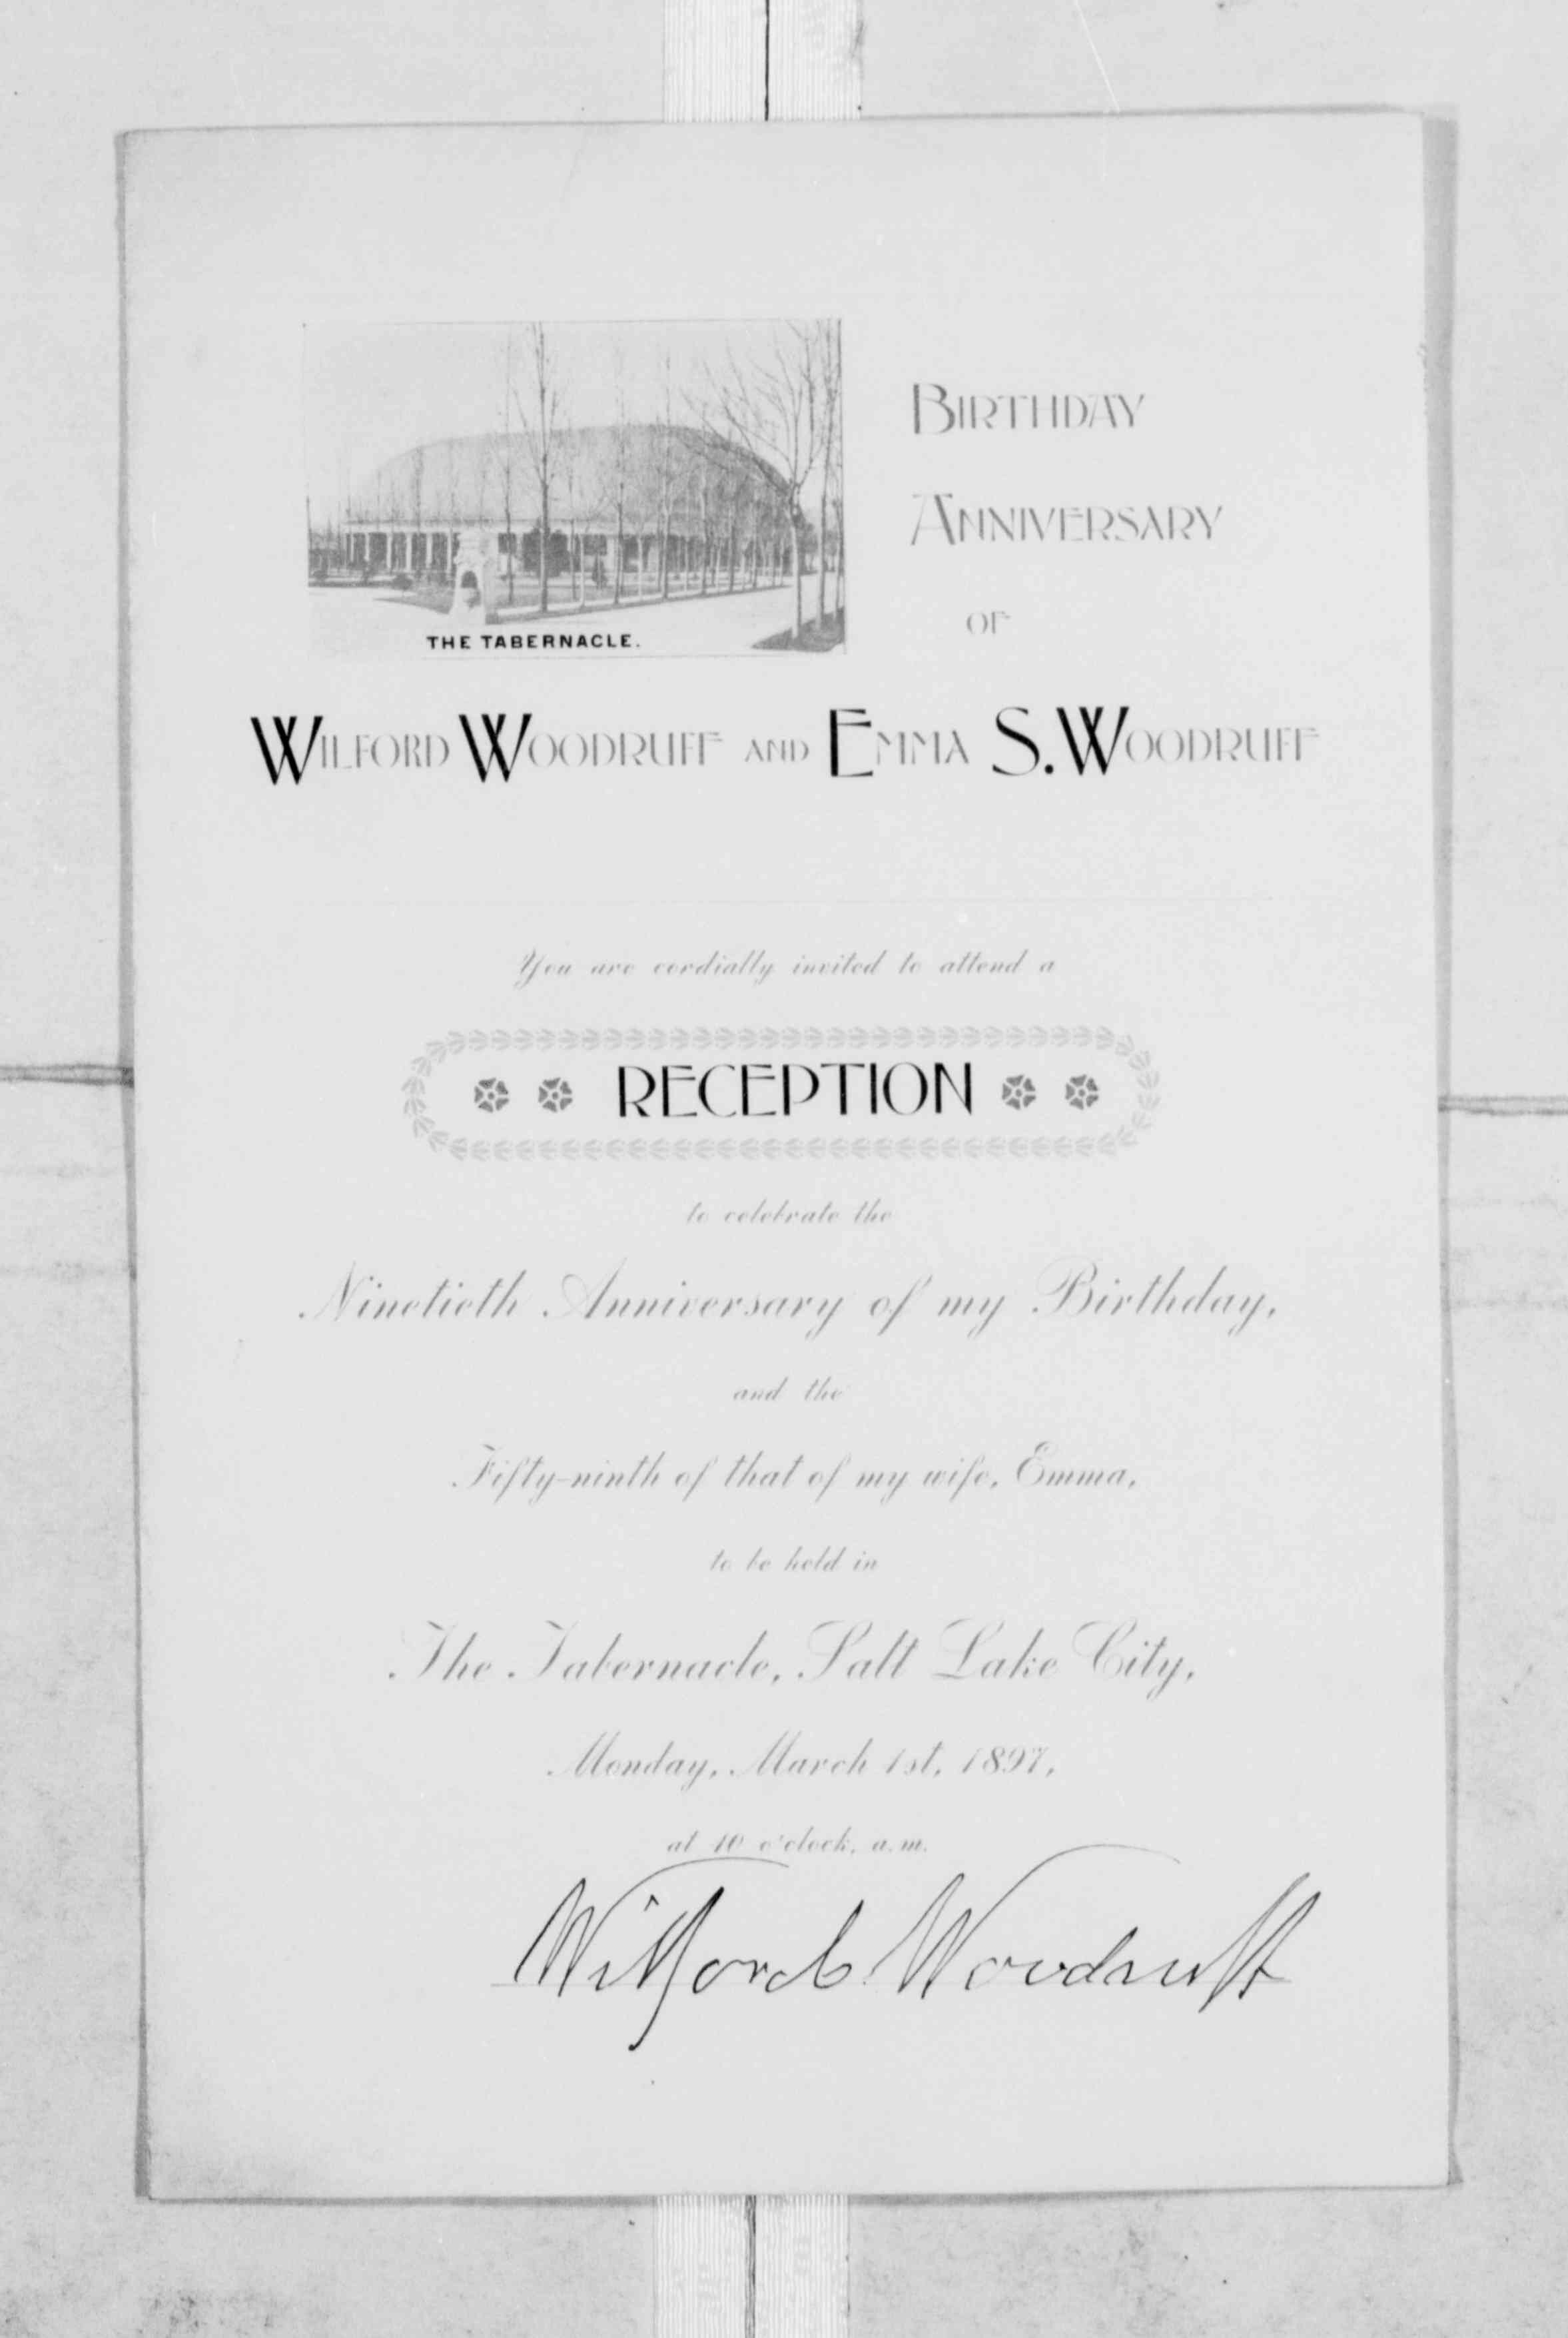 THE TABERNACLE.
BIRTHDAY
ANNIVERSARY
OF
WILFORD WOODRUFF AND EMMA S. WOODRUFF
You are cordially invited to attend a
RECEPTION
to celebrate the
Ninetieth Anniversary of my Birthday,
and the
Fifty-ninth of that of my wife, Emma,
to be held in
The Tabernacle, Salt Lake City,
Monday, March 1st, 1897,
at 10 o'clock, a.m.
Wilford Woodruff